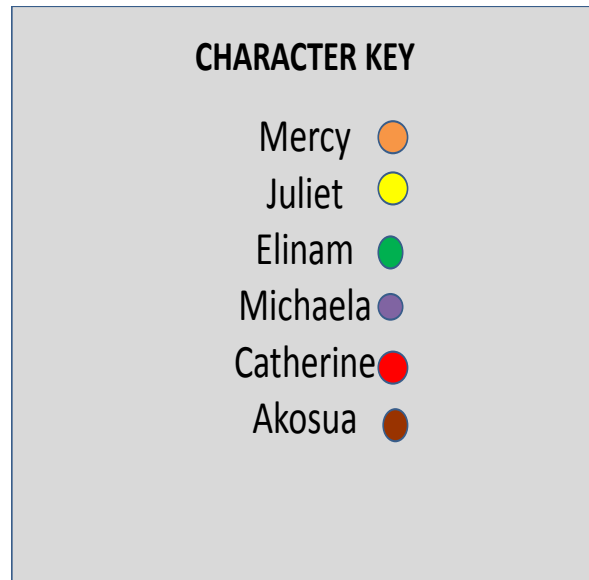 CHARACTER KEY
Mercy
Juliet
Elinam
Michaela
Catherine
Akosua